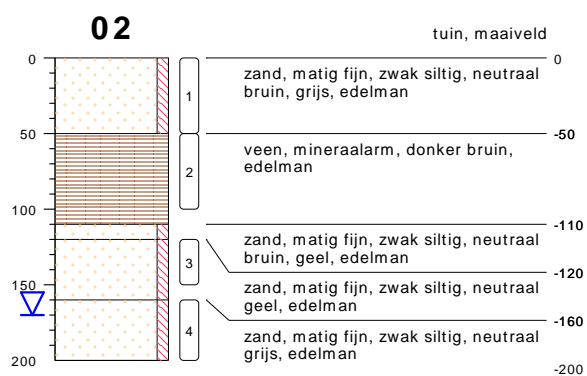 02
tuin, maaiveld
0
0
zand, matig fijn, zwak siltig, neutraal
bruin, grijs, edelman
1
50
-50
veen, mineraalarm, donker bruin,
edelman
2
100
-110
zand, matig fijn, zwak siltig, neutraal
bruin, geel, edelman
3
-120
150
zand, matig fijn, zwak siltig, neutraal
geel, edelman
-160
4
zand, matig fijn, zwak siltig, neutraal
grijs, edelman
200
-200